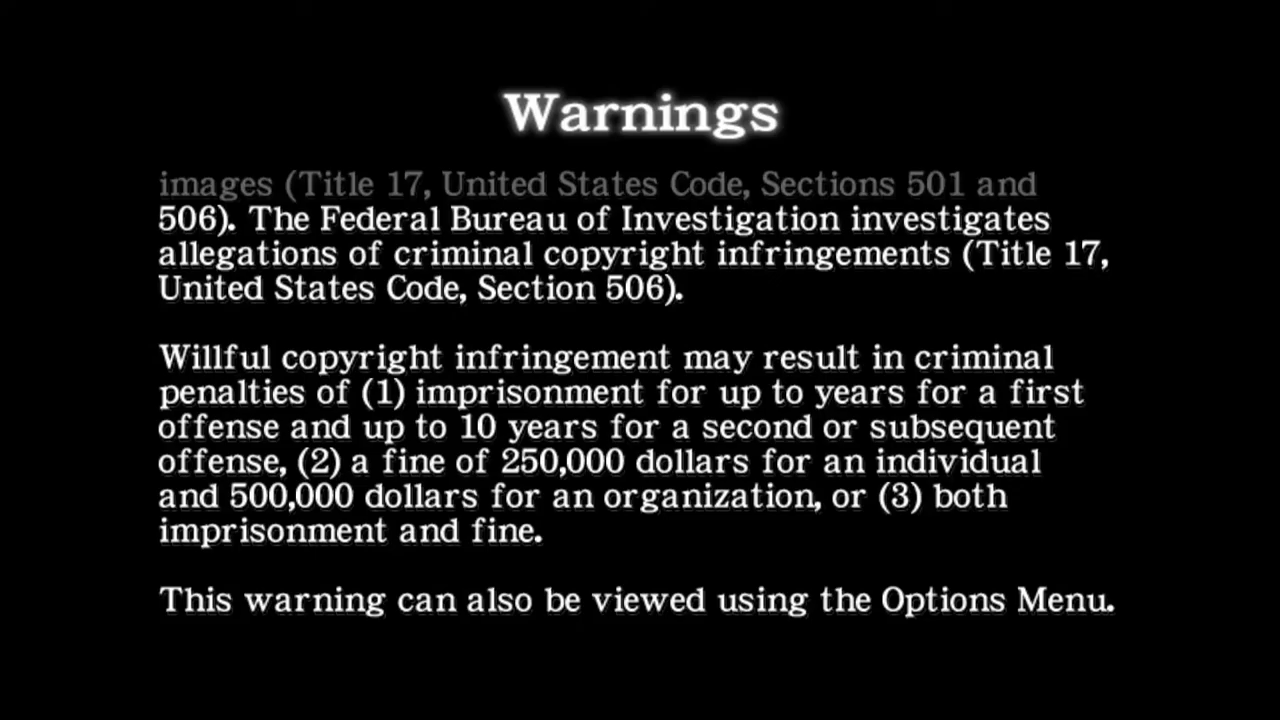 Warnings
images (Title 17, United States Code, Sections 501 and
506). The Federal Bureau of Investigation investigates
allegations of criminal copyright infringements (Title 17,
United States Code, Section 506).
Willful copyright infringement may result in criminal
penalties of (1) imprisonment for up to years for a first
offense and up to 10 years for a second or subsequent
offense, (2) a fine of 250,000 dollars for an individual
and 500,000 dollars for an organization, or (3) both
imprisonment and fine.
This warning can also be viewed using the Options Menu.